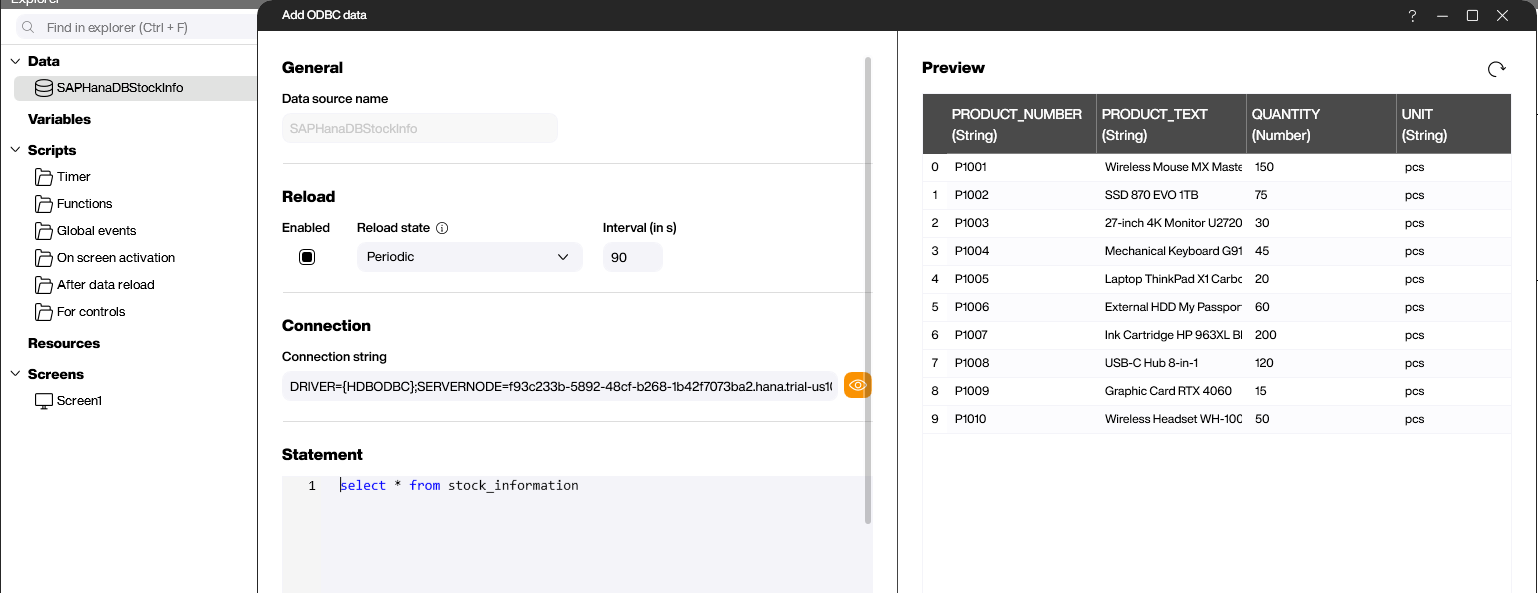 Explorer
Find in explorer (Ctrl + F)
Data
SAPHanaDBStockInfo
Variables
Scripts
Timer
Functions
Global events
On screen activation
After data reload
For controls
Resources
Screens
Screen1
Add ODBC data
?
General
Data source name
SAPHanaDBStockInfo
Reload
Enabled Reload state Interval (in s)
Periodic 90
Connection
Connection string
DRIVER={HDBODBC};SERVERNODE=f93c233b-5892-48cf-b268-1b42f7073ba2.hana.trial-us10
Statement
1 select * from stock_information
Preview
PRODUCT_NUMBER PRODUCT_TEXT QUANTITY UNIT
(String) (String) (Number) (String)
0 P1001 Wireless Mouse MX Maste 150 pcs
1 P1002 SSD 870 EVO 1TB 75 pcs
2 P1003 27-inch 4K Monitor U2720 30 pcs
3 P1004 Mechanical Keyboard G91 45 pcs
4 P1005 Laptop ThinkPad X1 Carbo 20 pcs
5 P1006 External HDD My Passpor 60 pcs
6 P1007 Ink Cartridge HP 963XL Bl 200 pcs
7 P1008 USB-C Hub 8-in-1 120 pcs
8 P1009 Graphic Card RTX 4060 15 pcs
9 P1010 Wireless Headset WH-100 50 pcs